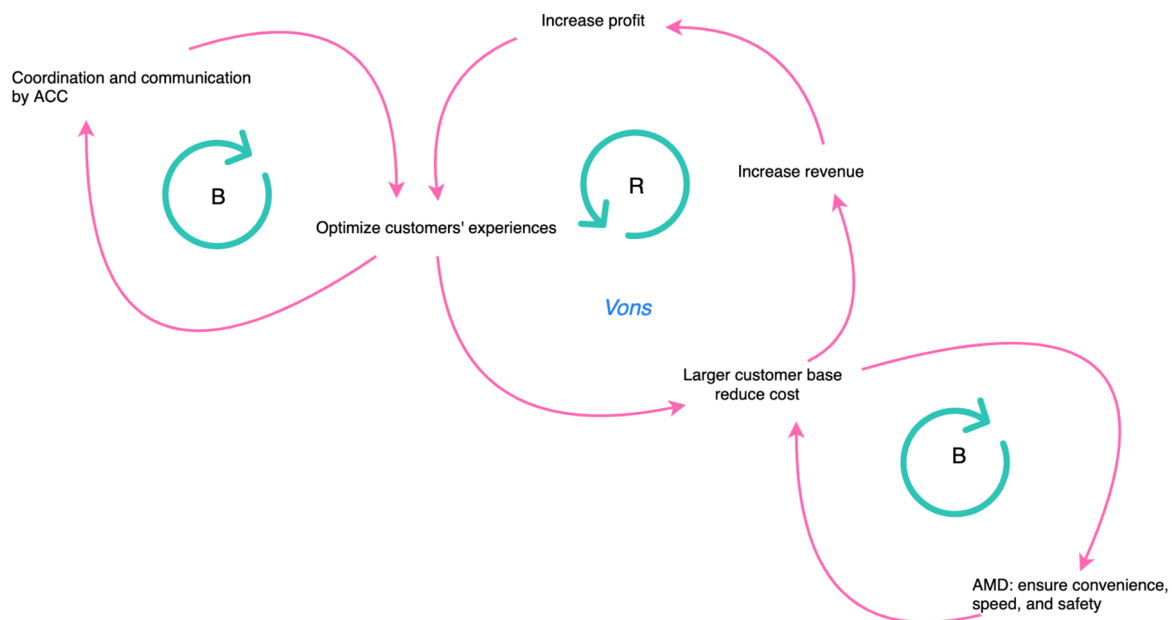 Increase profit
Coordination and communication
by ACC
B
R
Increase revenue
Optimize customers' experiences
Vons
Larger customer base
reduce cost
B
AMD: ensure convenience,
speed, and safety